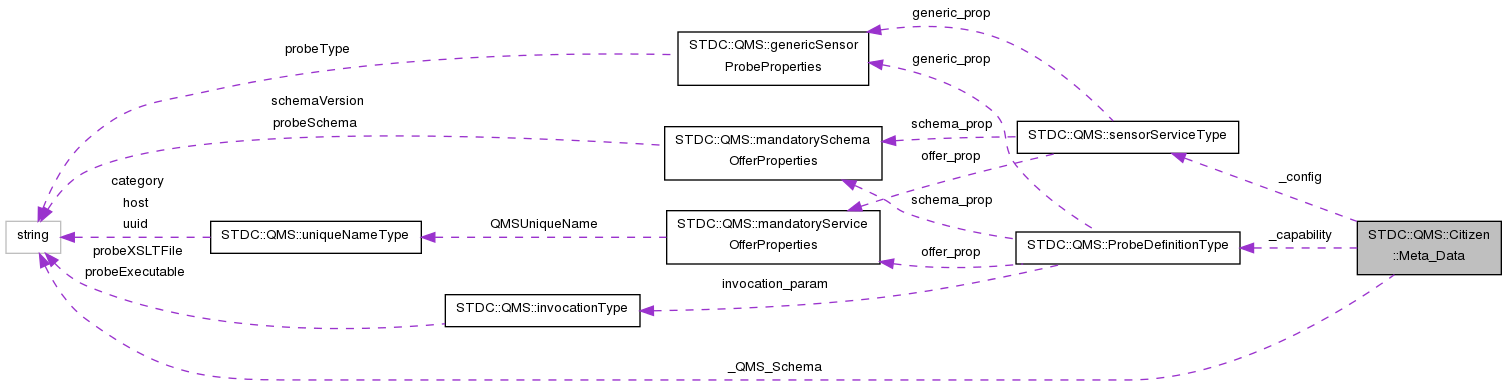 generic_prop
probeType
STDC::QMS::genericSensor
ProbeProperties
generic_prop
schemaVersion
probeSchema
STDC::QMS::mandatorySchema
OfferProperties
schema_prop
STDC::QMS::sensorServiceType
offer_prop
_config
category
host
uuid
schema_prop
string
STDC::QMS::uniqueNameType
QMSUniqueName
STDC::QMS::mandatoryService
OfferProperties
STDC::QMS::ProbeDefinitionType
_capability
STDC::QMS::Citizen
::Meta_Data
probeXSLTFile
probeExecutable
offer_prop
invocation_param
STDC::QMS::invocationType
_QMS_Schema